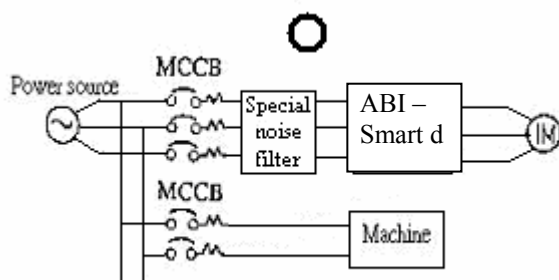 MCCB
Power source
Special
noise
filter
ABI –
Smart d
IM
MCCB
Machine